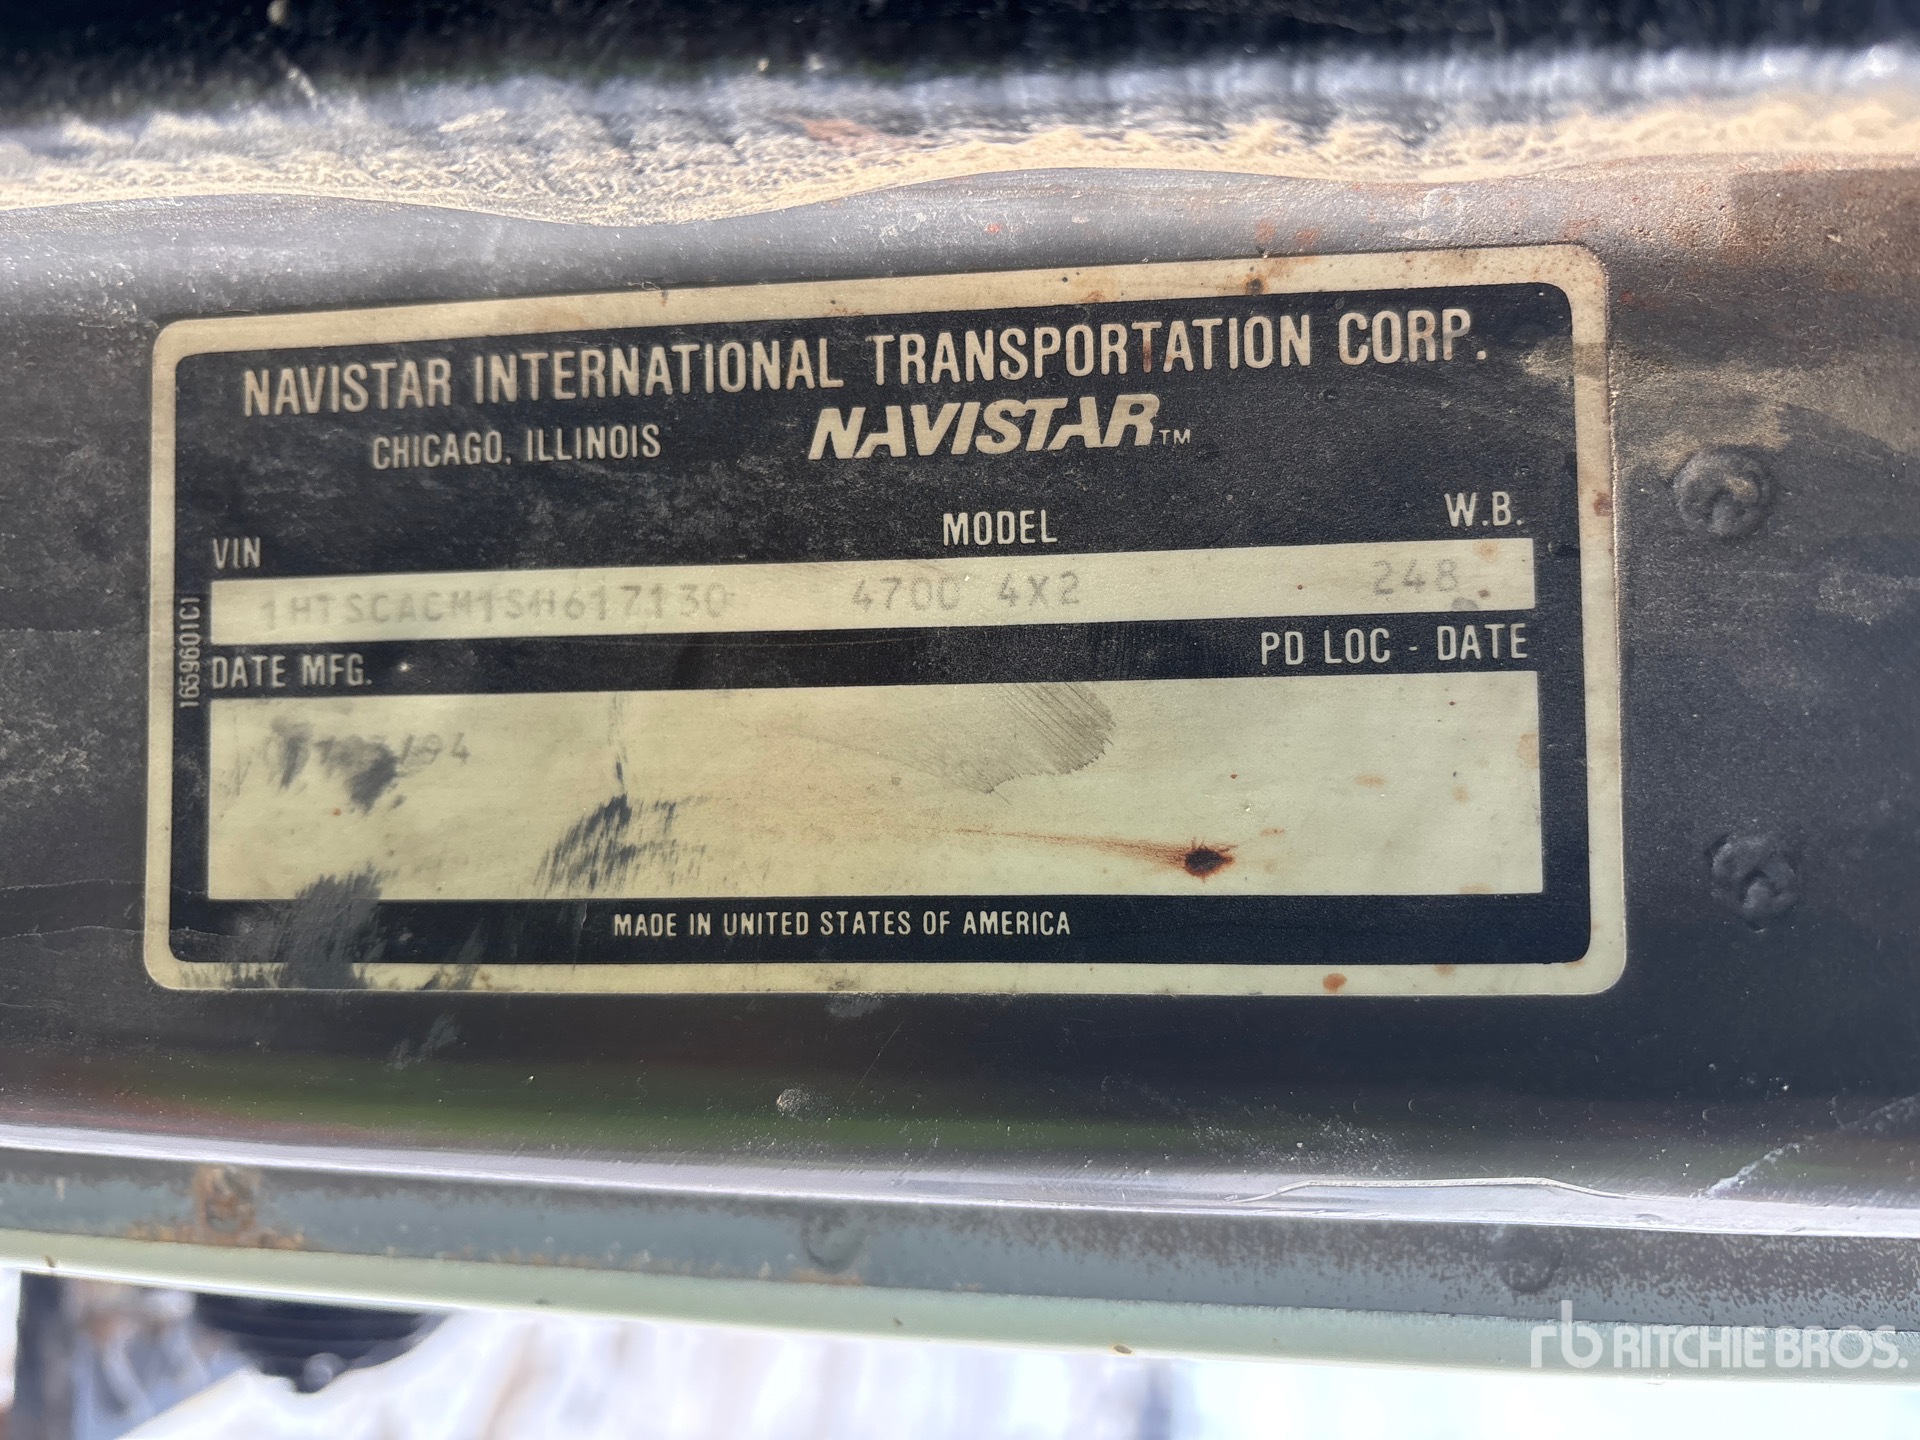 NAVISTAR INTERNATIONAL TRANSPORTATION CORP.
CHICAGO, ILLINOIS NAVISTAR™
VIN MODEL W.B.
1HTSCACM1SH617130 4700 4X2 248
1659601C1
DATE MFG. PD LOC - DATE
MADE IN UNITED STATES OF AMERICA
rb RITCHIE BROS.